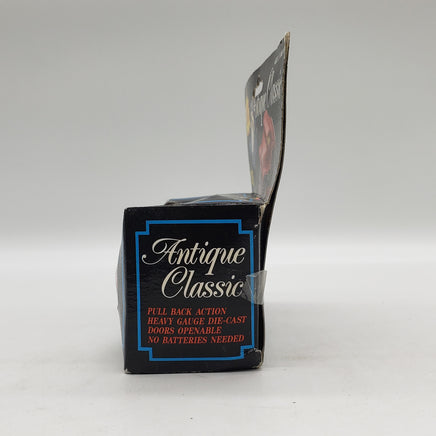 Antique
Classic
PULL BACK ACTION
HEAVY GAUGE DIE-CAST
DOORS OPENABLE
NO BATTERIES NEEDED